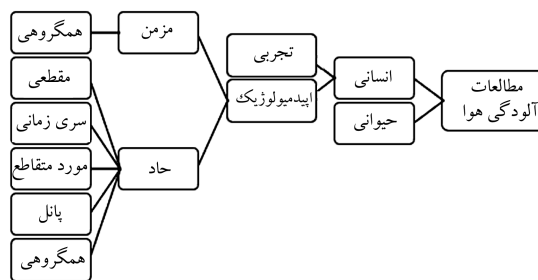 مطالعات
آلودگی هوا
انسانی
حیوانی
تجربی
اپیدمیولوژیک
مزمن
حاد
همگروهی
مقطعی
سری زمانی
مورد متقاطع
پانل
همگروهی